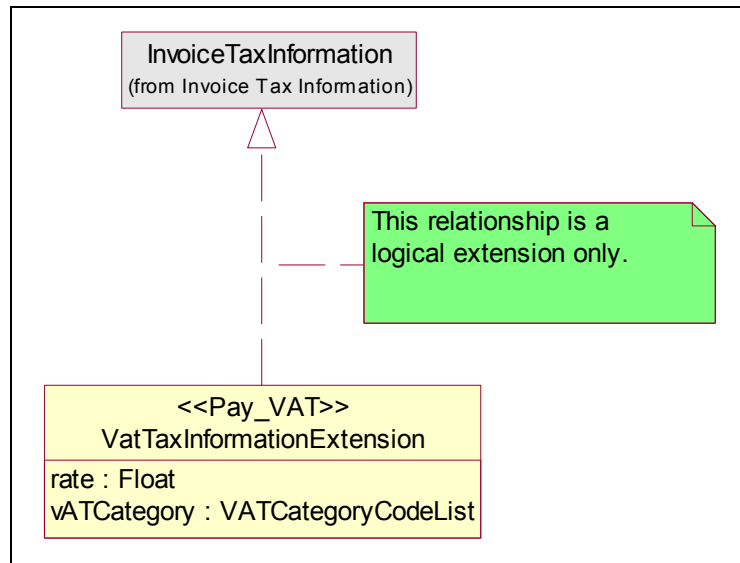 InvoiceTaxInformation
(from Invoice Tax Information)
This relationship is a
logical extension only.
<<Pay_VAT>>
VatTaxInformationExtension
rate : Float
vATCategory : VATCategoryCodeList